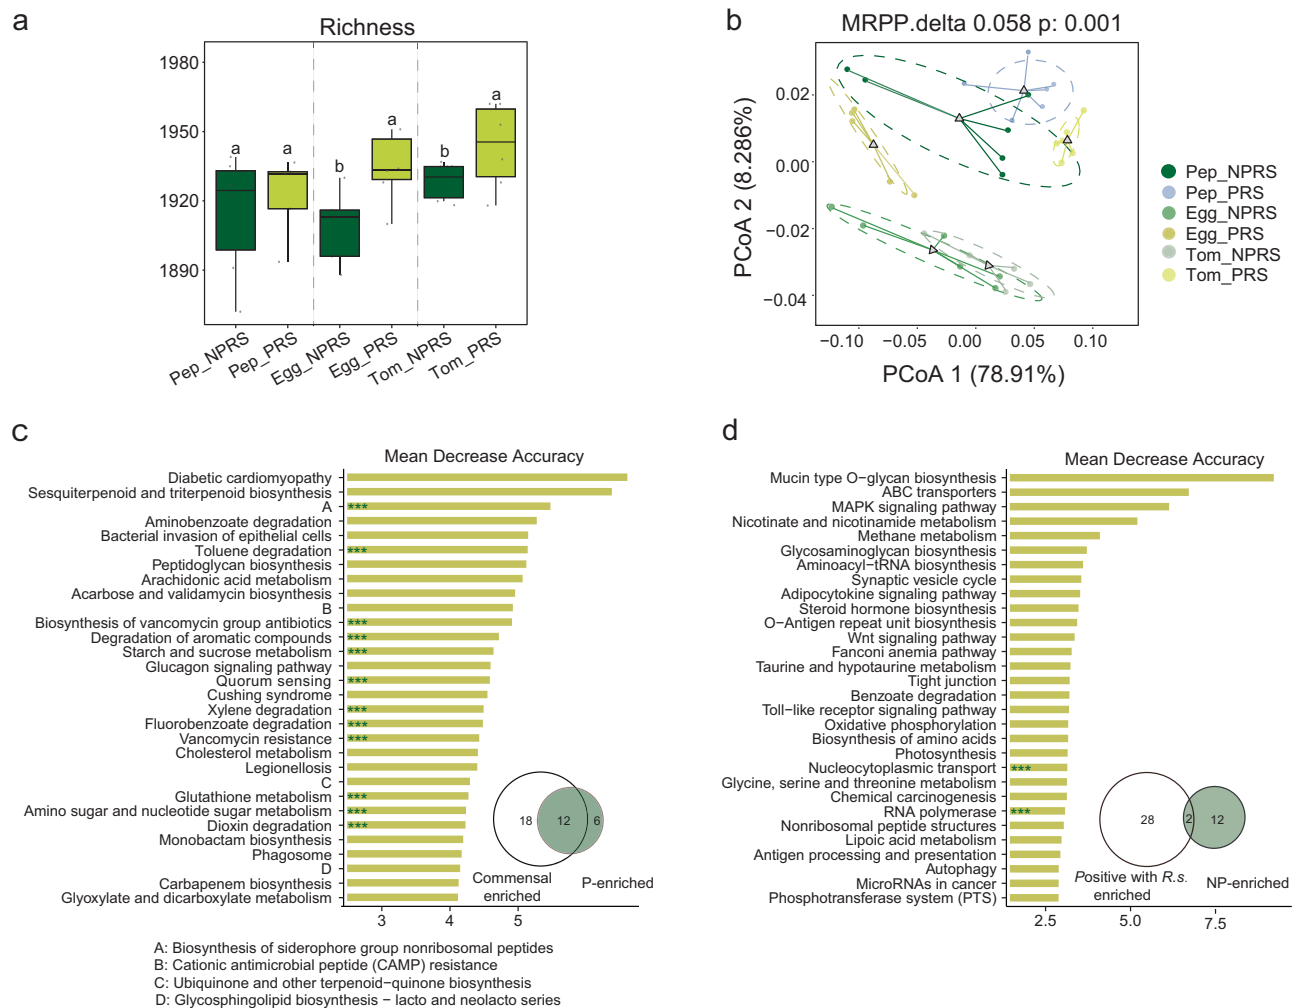 a
Richness
1980
1950
1920
1890
a
a
b
a
b
a
Pep_NPRS
Pep_PRS
Egg_NPRS
Egg_PRS
Tom_NPRS
Tom_PRS
b
MRPP.delta 0.058 p: 0.001
PCoA 2 (8.286%)
0.02
0.00
−0.02
−0.04
−0.10
−0.05
0.00
0.05
0.10
PCoA 1 (78.91%)
Pep_NPRS
Pep_PRS
Egg_NPRS
Egg_PRS
Tom_NPRS
Tom_PRS
c
Mean Decrease Accuracy
Diabetic cardiomyopathy
Sesquiterpenoid and triterpenoid biosynthesis
A ***
Aminobenzoate degradation
Bacterial invasion of epithelial cells
Toluene degradation ***
Peptidoglycan biosynthesis
Arachidonic acid metabolism
Acarbose and validamycin biosynthesis
B
Biosynthesis of vancomycin group antibiotics ***
Degradation of aromatic compounds ***
Starch and sucrose metabolism ***
Glucagon signaling pathway
Quorum sensing ***
Cushing syndrome
Xylene degradation ***
Fluorobenzoate degradation ***
Vancomycin resistance ***
Cholesterol metabolism
Legionellosis
C
Glutathione metabolism ***
Amino sugar and nucleotide sugar metabolism ***
Dioxin degradation ***
Monobactam biosynthesis
Phagosome
D
Carbapenem biosynthesis
Glyoxylate and dicarboxylate metabolism
3
4
5
18
12
6
Commensal
enriched
P-enriched
A: Biosynthesis of siderophore group nonribosomal peptides
B: Cationic antimicrobial peptide (CAMP) resistance
C: Ubiquinone and other terpenoid−quinone biosynthesis
D: Glycosphingolipid biosynthesis − lacto and neolacto series
d
Mean Decrease Accuracy
Mucin type O−glycan biosynthesis
ABC transporters
MAPK signaling pathway
Nicotinate and nicotinamide metabolism
Methane metabolism
Glycosaminoglycan biosynthesis
Aminoacyl−tRNA biosynthesis
Synaptic vesicle cycle
Adipocytokine signaling pathway
Steroid hormone biosynthesis
O−Antigen repeat unit biosynthesis
Wnt signaling pathway
Fanconi anemia pathway
Taurine and hypotaurine metabolism
Tight junction
Benzoate degradation
Toll−like receptor signaling pathway
Oxidative phosphorylation
Biosynthesis of amino acids
Photosynthesis
Nucleocytoplasmic transport ***
Glycine, serine and threonine metabolism
Chemical carcinogenesis
RNA polymerase ***
Nonribosomal peptide structures
Lipoic acid metabolism
Antigen processing and presentation
Autophagy
MicroRNAs in cancer
Phosphotransferase system (PTS)
2.5
5.0
7.5
28
2
12
Positive with R.s.
enriched
NP-enriched